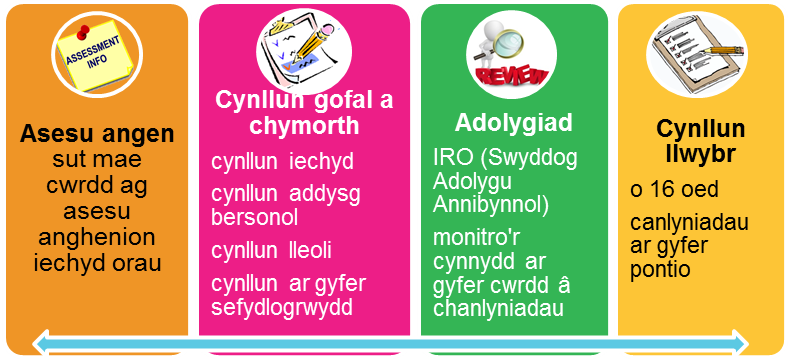 ASSESSMENT
INFO
Asesu angen
sut mae
cwrdd ag
asesu
anghenion
iechyd orau
Cynllun gofal a
chymorth
cynllun iechyd
cynllun addysg
bersonol
cynllun lleoli
cynllun ar gyfer
sefydlogrwydd
REVIEW
Adolygiad
IRO (Swyddog
Adolygu
Annibynnol)
monitro'r
cynnydd ar
gyfer cwrdd â
chanlyniadau
Cynllun
llwybr
o 16 oed
canlyniadau
ar gyfer
pontio